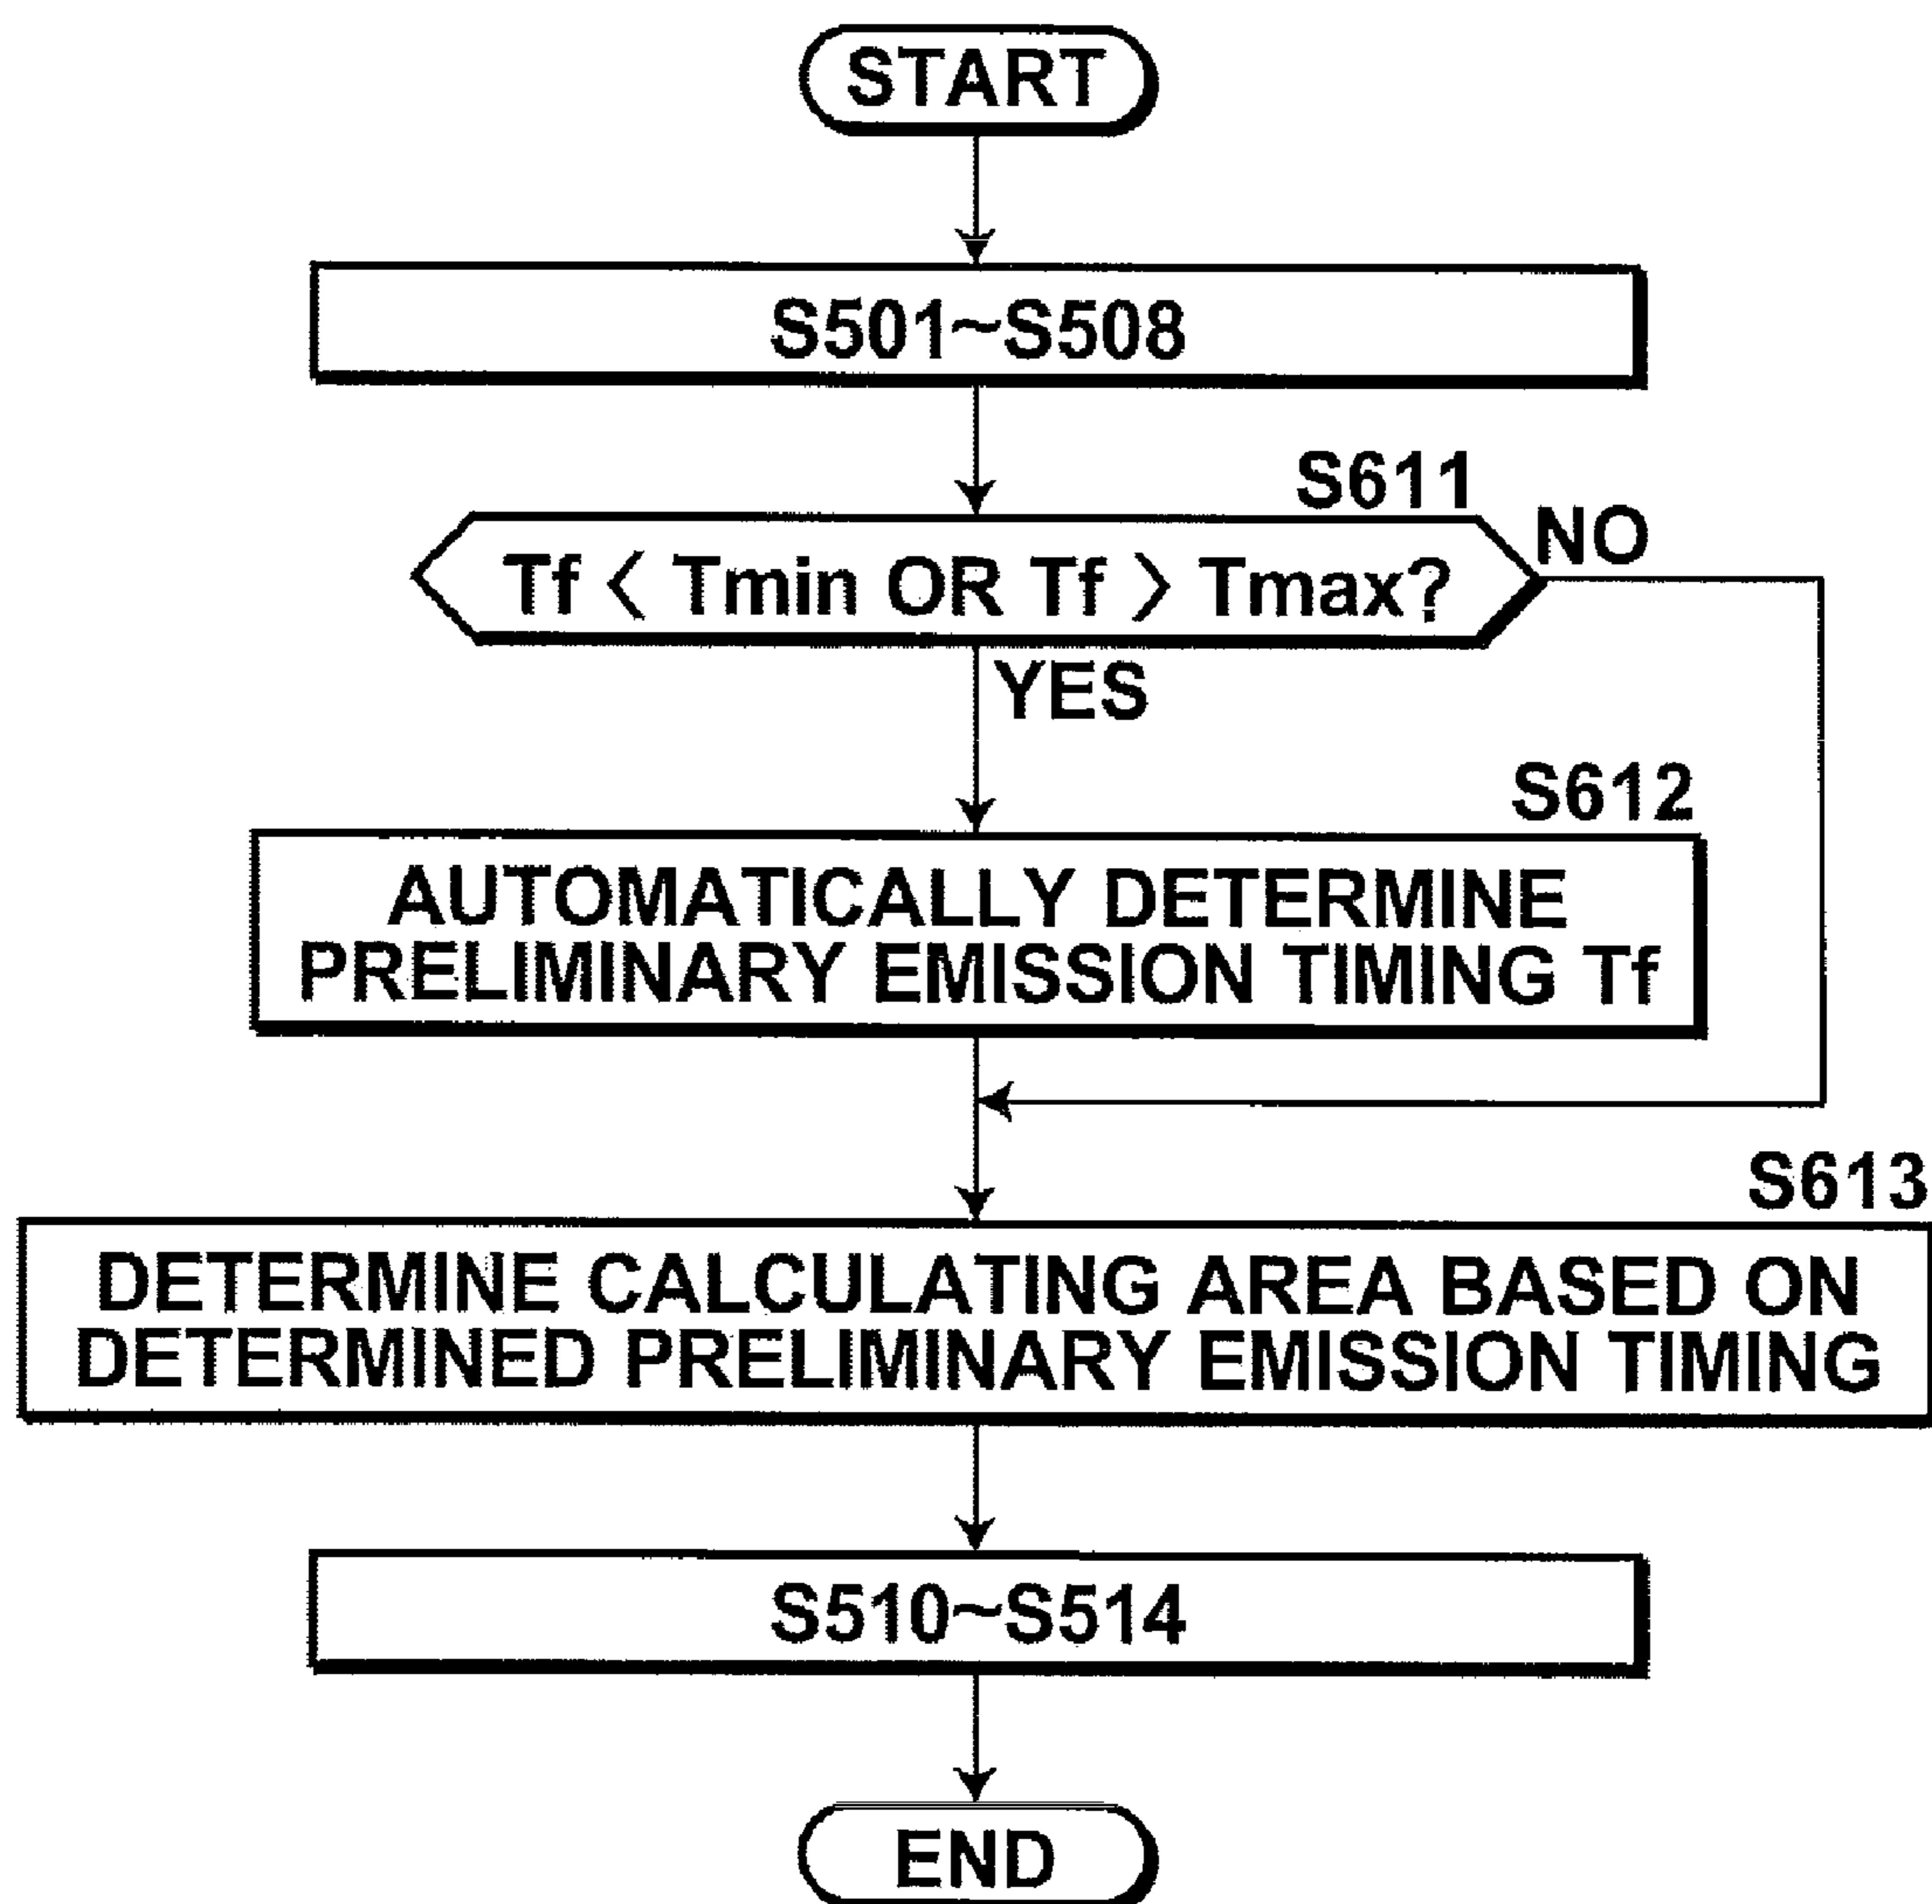 START
S501~S508
S611
Tf < Tmin OR Tf > Tmax?
NO
YES
S612
AUTOMATICALLY DETERMINE
PRELIMINARY EMISSION TIMING Tf
S613
DETERMINE CALCULATING AREA BASED ON
DETERMINED PRELIMINARY EMISSION TIMING
S510~S514
END